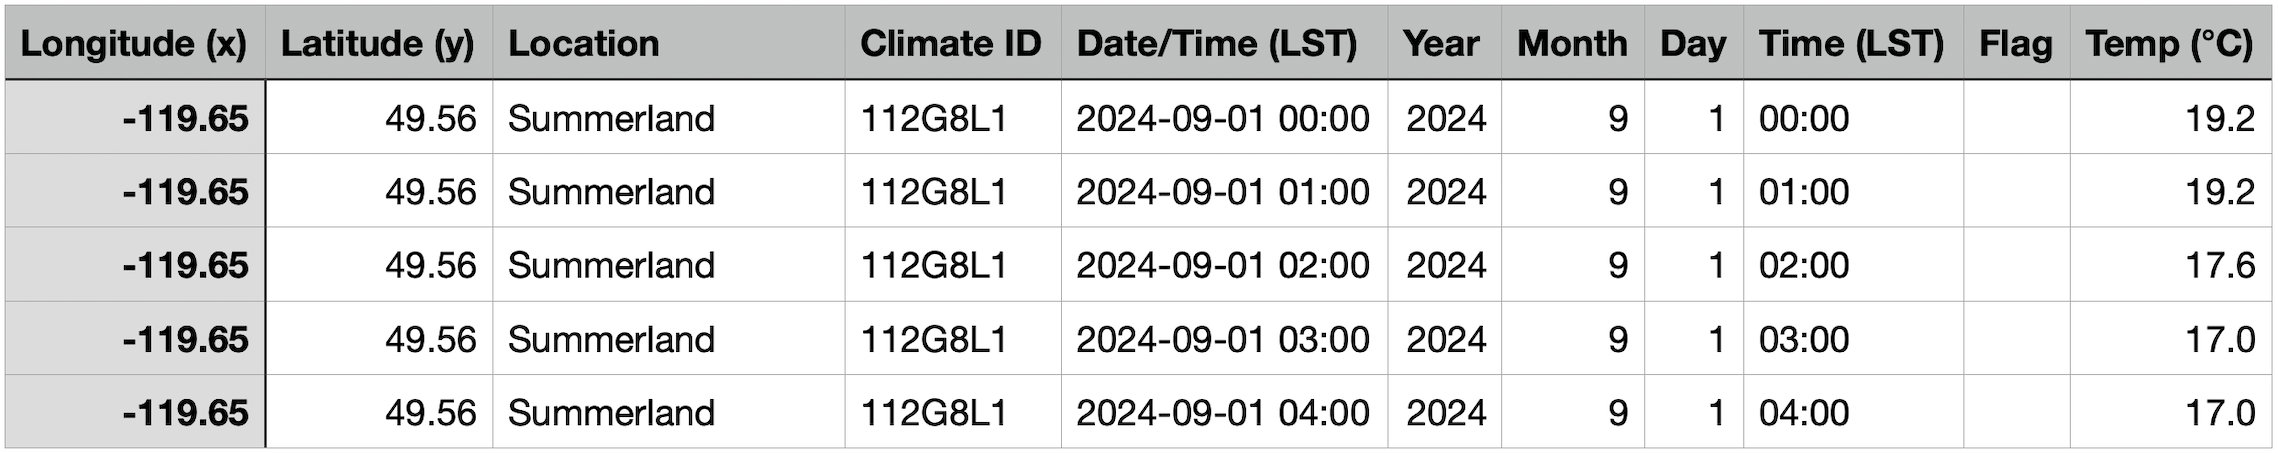 Longitude (x) Latitude (y) Location Climate ID Date/Time (LST) Year Month Day Time (LST) Flag Temp (°C)
-119.65 49.56 Summerland 112G8L1 2024-09-01 00:00 2024 9 1 00:00 19.2
-119.65 49.56 Summerland 112G8L1 2024-09-01 01:00 2024 9 1 01:00 19.2
-119.65 49.56 Summerland 112G8L1 2024-09-01 02:00 2024 9 1 02:00 17.6
-119.65 49.56 Summerland 112G8L1 2024-09-01 03:00 2024 9 1 03:00 17.0
-119.65 49.56 Summerland 112G8L1 2024-09-01 04:00 2024 9 1 04:00 17.0